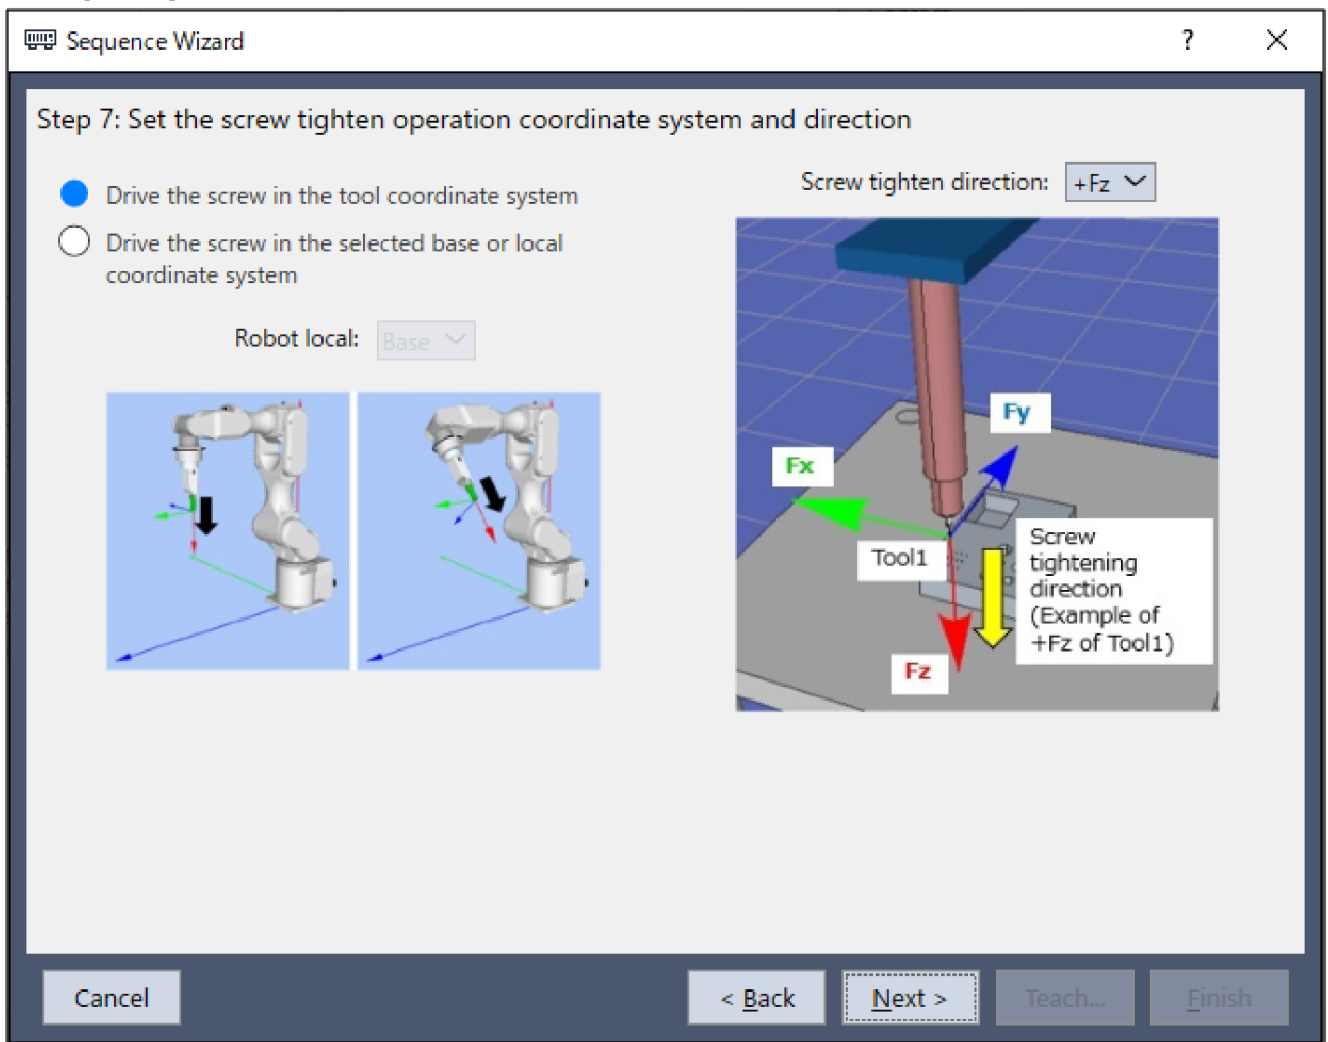 Sequence Wizard
?
Step 7: Set the screw tighten operation coordinate system and direction
Drive the screw in the tool coordinate system
Drive the screw in the selected base or local
coordinate system
Robot local: Base
Screw tighten direction: +Fz
Fy
Fx
Tool1
Screw
tightening
direction
(Example of
+Fz of Tool1)
Fz
Cancel
< Back
Next >
Teach...
Finish